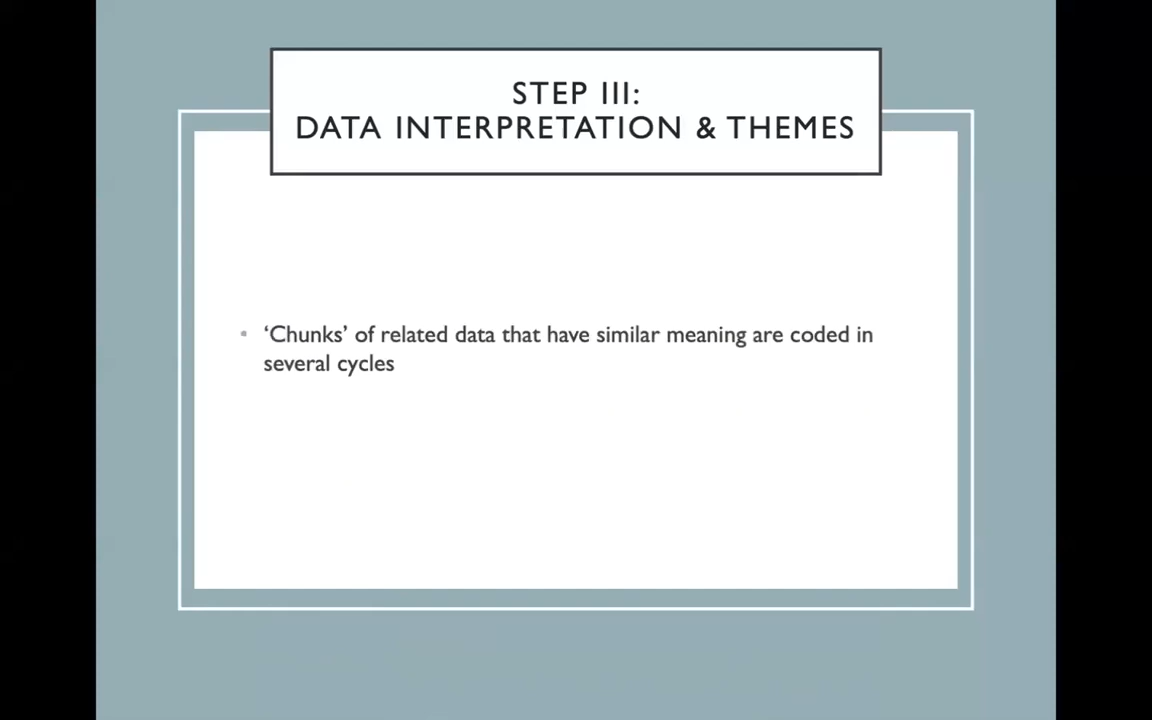 STEP III:
DATA INTERPRETATION & THEMES
• ‘Chunks’ of related data that have similar meaning are coded in
several cycles